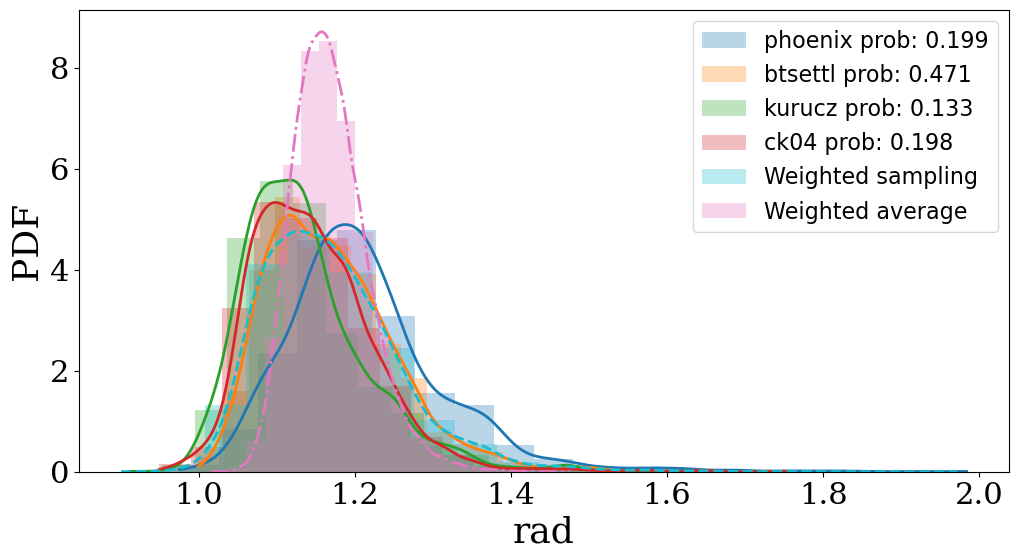 PDF
8
6
4
2
0
1.0
1.2
1.4
1.6
1.8
2.0
rad
phoenix prob: 0.199
btsettl prob: 0.471
kurucz prob: 0.133
ck04 prob: 0.198
Weighted sampling
Weighted average